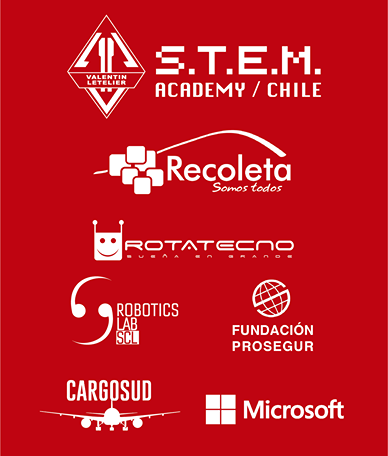 VALENTIN
LETELIER
S.T.E.M.
ACADEMY / CHILE
Recoleta
Somos todos
ROTATECNO
SUEÑA EN GRANDE
ROBOTICS
LAB
SCL
FUNDACIÓN
PROSEGUR
CARGOSUD
Microsoft